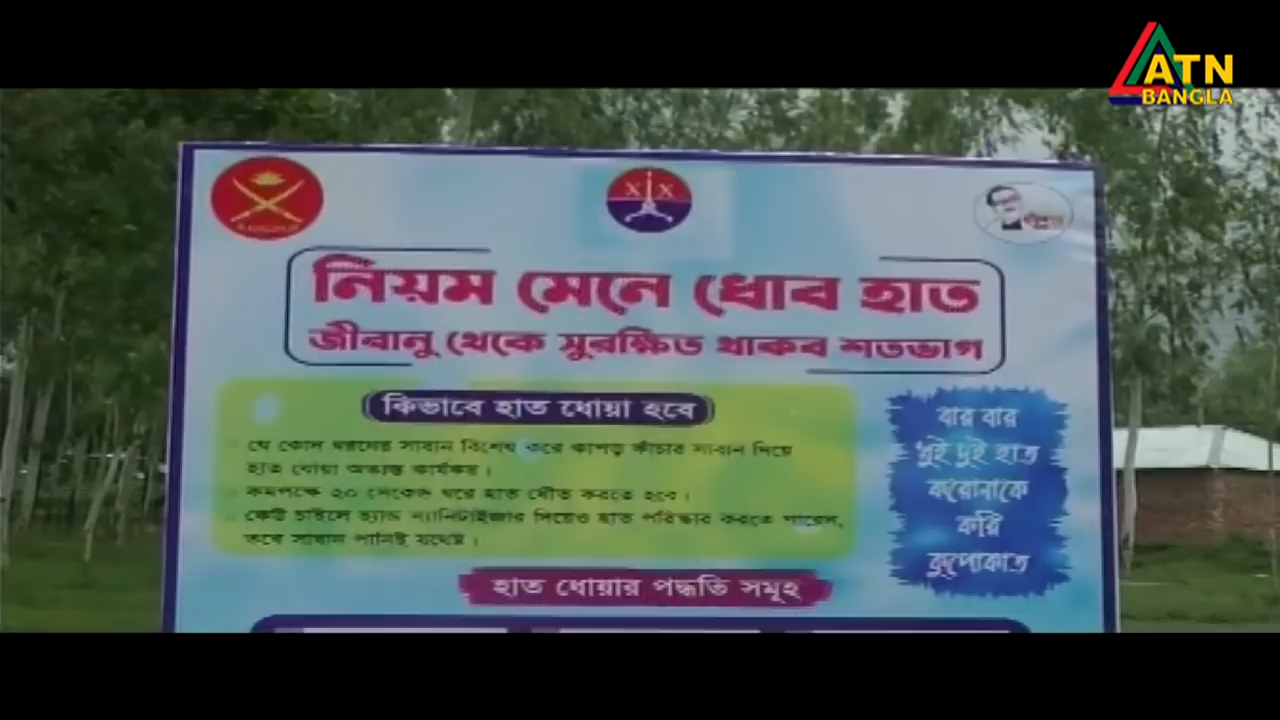 ATN
BANGLA
XIX
নিয়ম মেনে ধোব হাত
জীবানু থেকে সুরক্ষিত থাকব শতভাগ
কিভাবে হাত ধোয়া হবে
যে কোন ধরনের সাবান বিশেষ করে কাপড় কাঁচার সাবান দিয়ে
হাত ধোয়া অত্যন্ত কার্যকর।
কমপক্ষে ২০ সেকেন্ড ধরে হাত ধৌত করতে হবে।
কেউ চাইলে হ্যান্ড স্যানিটাইজার দিয়েও হাত পরিষ্কার করতে পারেন,
তবে সাবান পানিই যথেষ্ট।
বার বার
ধুই দুই হাত
করোনাকে
করি
কুপোকাত
হাত ধোয়ার পদ্ধতি সমূহ